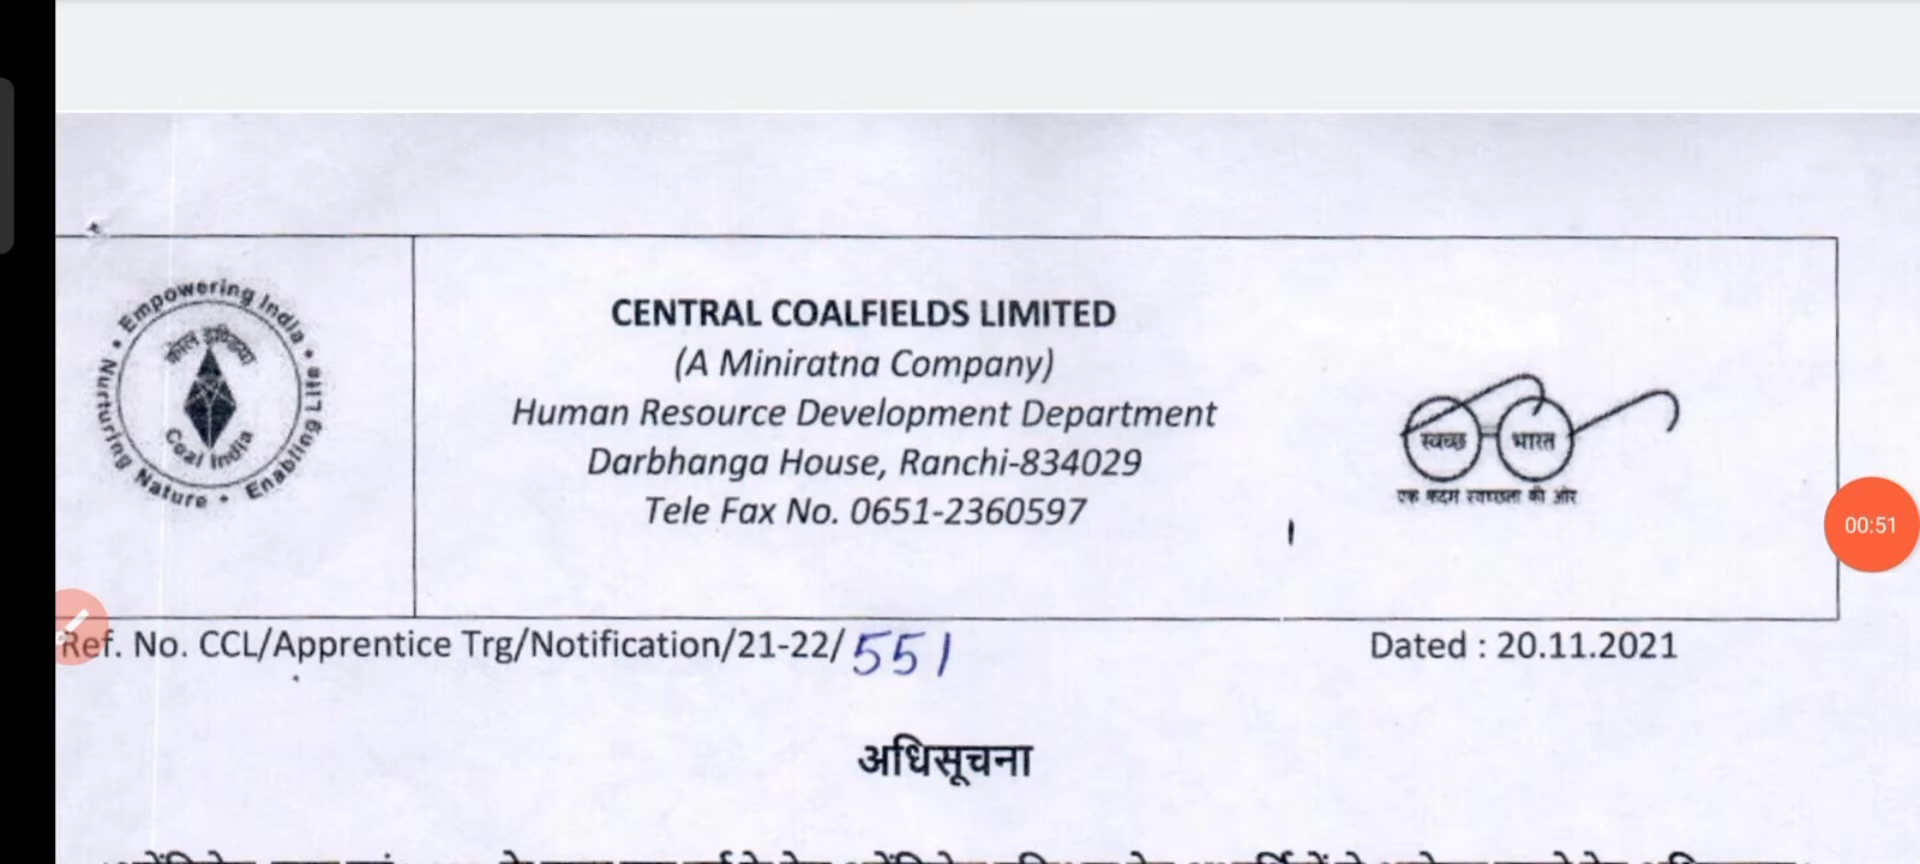 Empowering India • Enabling Life • Nurturing Nature •
कोल इण्डिया
Coal India
CENTRAL COALFIELDS LIMITED
(A Miniratna Company)
Human Resource Development Department
Darbhanga House, Ranchi-834029
Tele Fax No. 0651-2360597
स्वच्छ भारत
एक कदम स्वच्छता की ओर
00:51
Ref. No. CCL/Apprentice Trg/Notification/21-22/551
Dated : 20.11.2021
अधिसूचना